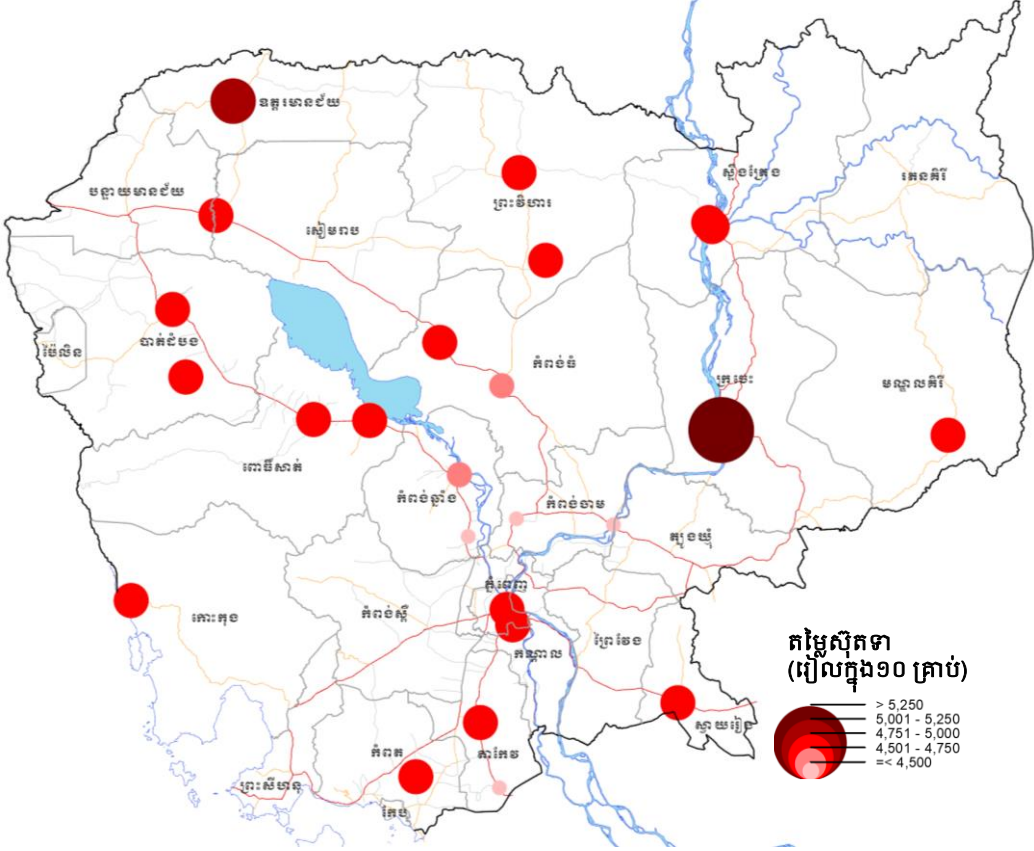 ឧត្តរមានជ័យ
ស្ទឹងត្រែង
រតនគិរី
បន្ទាយមានជ័យ
ព្រះវិហារ
សៀមរាប
បាត់ដំបង
ប៉ៃលិន
កំពង់ធំ
ក្រចេះ
មណ្ឌលគិរី
ពោធិ៍សាត់
កំពង់ឆ្នាំង
កំពង់ចាម
ត្បូងឃ្មុំ
ភ្នំពេញ
កោះកុង
កំពង់ស្ពឺ
ព្រៃវែង
កណ្ដាល
តម្លៃស៊ុតទា
(រៀលក្នុង១០ គ្រាប់)
> 5,250
5,001 - 5,250
4,751 - 5,000
4,501 - 4,750
=< 4,500
ស្វាយរៀង
កំពត
តាកែវ
ព្រះសីហនុ
កែប